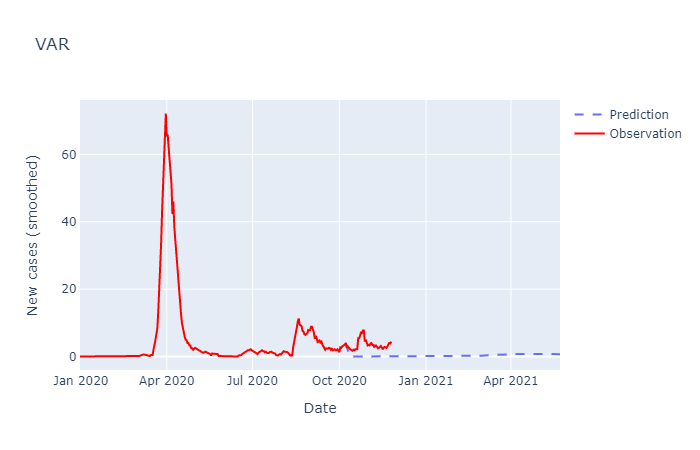 VAR
New cases (smoothed)
60
40
20
0
Jan 2020
Apr 2020
Jul 2020
Oct 2020
Jan 2021
Apr 2021
Date
Prediction
Observation